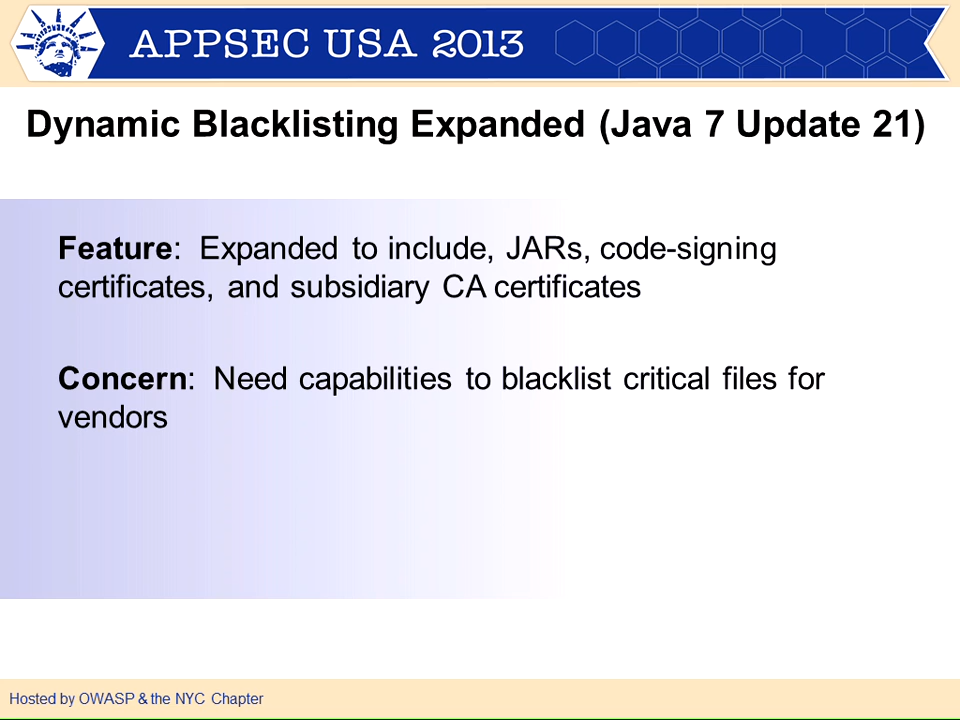 APPSEC USA 2013
Dynamic Blacklisting Expanded (Java 7 Update 21)
Feature: Expanded to include, JARs, code-signing
certificates, and subsidiary CA certificates
Concern: Need capabilities to blacklist critical files for
vendors
Hosted by OWASP & the NYC Chapter